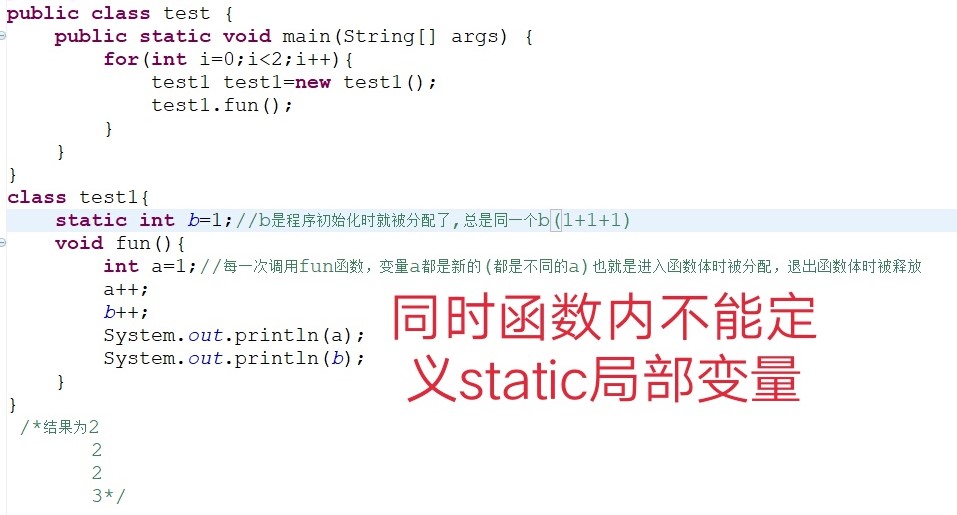 public class test {
public static void main(String[] args) {
for(int i=0;i<2;i++){
test1 test1=new test1();
test1.fun();
}
}
}
class test1{
static int b=1;//b是程序初始化时就被分配了,总是同一个b(1+1+1)
void fun(){
int a=1;//每一次调用fun函数，变量a都是新的(都是不同的a)也就是进入函数体时被分配，退出函数体时被释放
a++;
b++;
System.out.println(a);
System.out.println(b);
}
}
同时函数内不能定
义static局部变量
/*结果为2
2
2
3*/